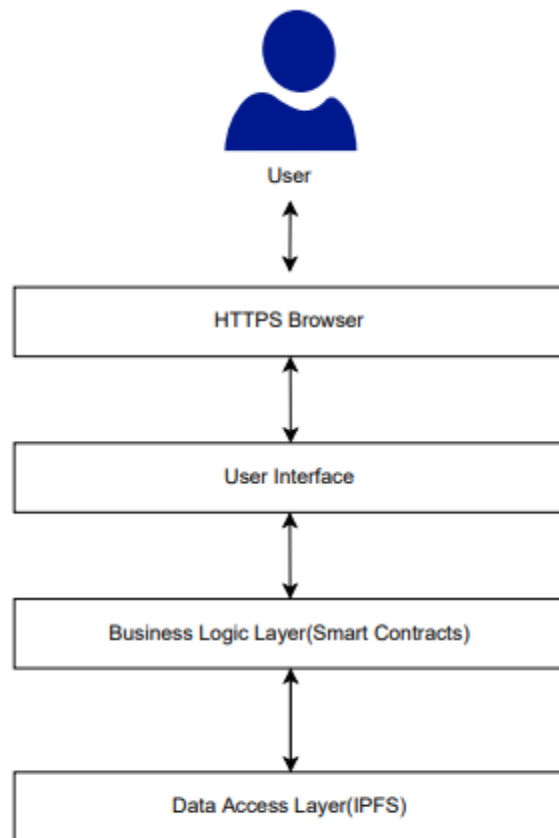 User
HTTPS Browser
User Interface
Business Logic Layer(Smart Contracts)
Data Access Layer(IPFS)